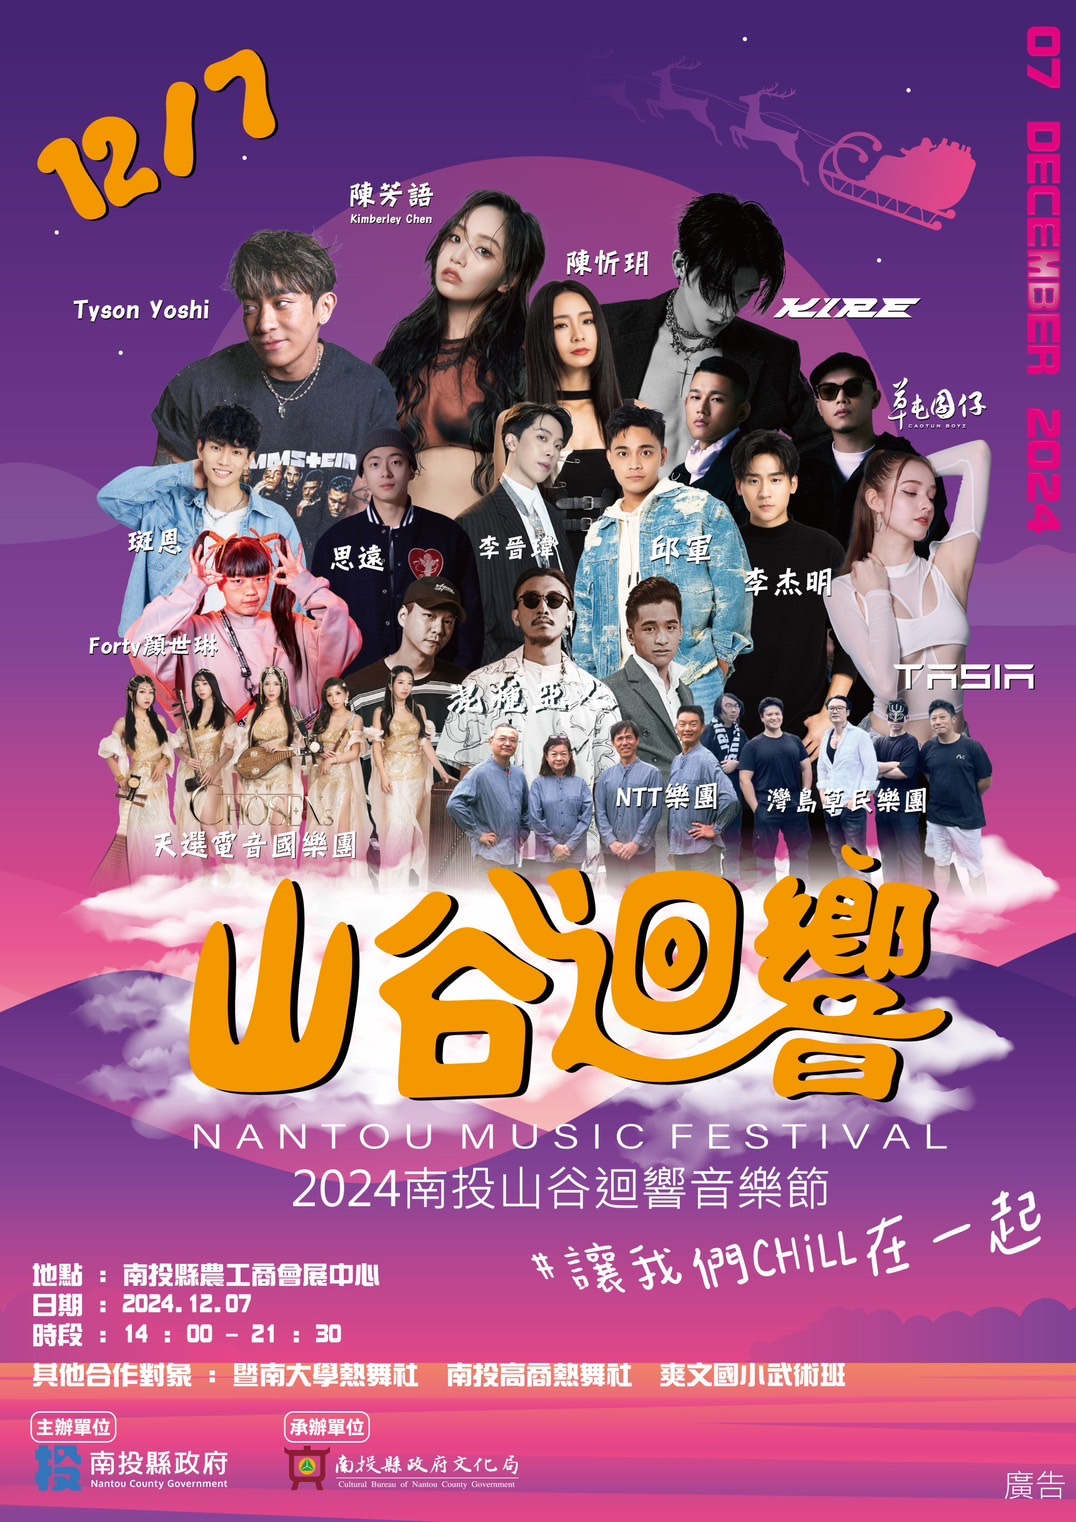 12/7
07 DECEMBER 2024
陳芳語
Kimberley Chen
陳忻玥
Tyson Yoshi
KIRE
草屯囝仔
CAOTUN BOYZ
RAMMSTEIN
斑恩
思遠
李晉瑋
邱軍
李杰明
Forty顏世琳
TASIA
混種亞人
CHOSEN
NTT樂團
灣島草民樂團
天選電音國樂團
山谷迴響
NANTOU MUSIC FESTIVAL
2024南投山谷迴響音樂節
#讓我們CHILL在一起
地點 : 南投縣農工商會展中心
日期 : 2024.12.07
時段 : 14 : 00 - 21 : 30
其他合作對象 : 暨南大學熱舞社 南投高商熱舞社 爽文國小武術班
主辦單位 承辦單位
投 南投縣政府 南投縣政府文化局
Nantou County Government Cultural Bureau of Nantou County Government
廣告